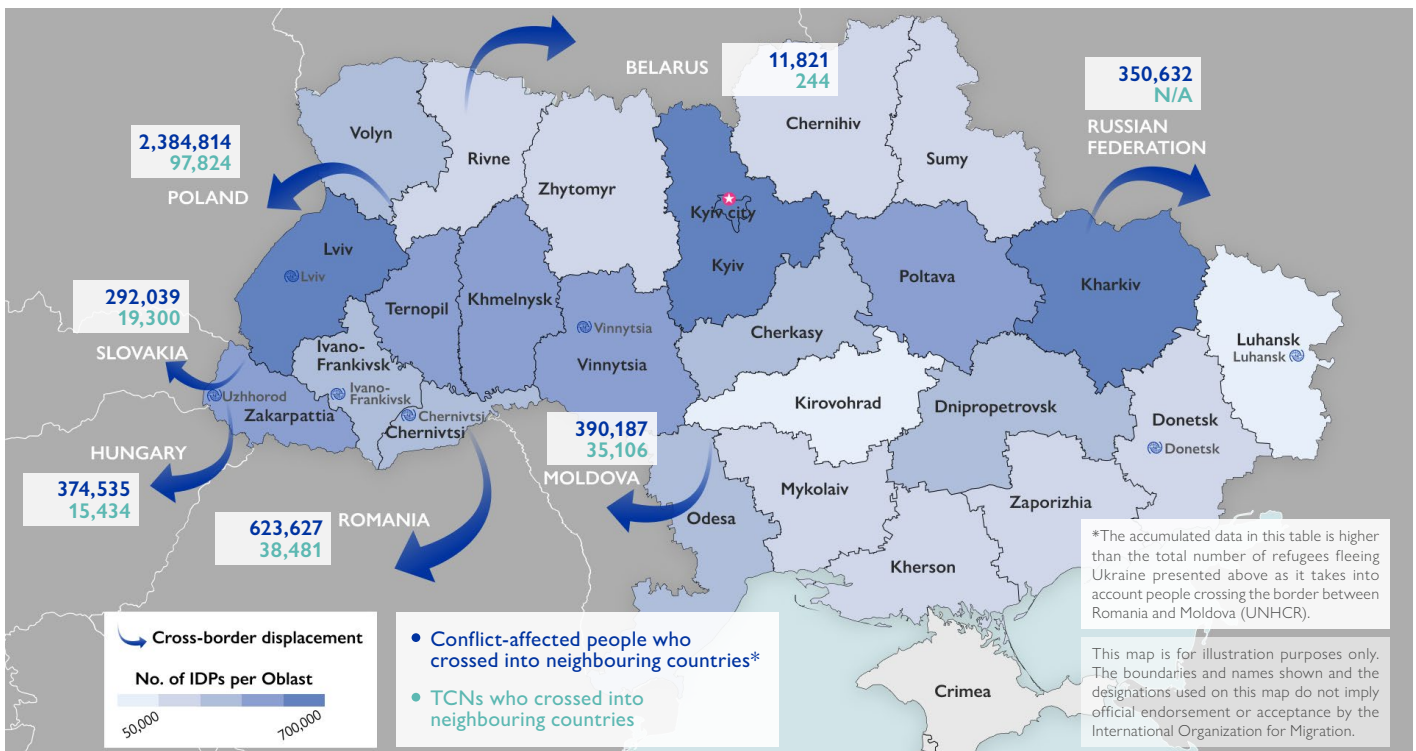 BELARUS
11,821
244
350,632
N/A
RUSSIAN
FEDERATION
Volyn
Rivne
Zhytomyr
Chernihiv
Sumy
2,384,814
97,824
POLAND
Kyiv city
Kyiv
Lviv
Lviv
Ternopil
Khmelnysk
Vinnytsia
Vinnytsia
Poltava
Kharkiv
Cherkasy
Luhansk
Luhansk
292,039
19,300
SLOVAKIA
Ivano-
Frankivsk
Ivano-
Frankivsk
Uzhhorod
Zakarpattia
Chernivtsi
Chernivtsi
Kirovohrad
Dnipropetrovsk
Donetsk
Donetsk
HUNGARY
374,535
15,434
390,187
35,106
MOLDOVA
623,627
38,481
ROMANIA
Odesa
Mykolaiv
Zaporizhia
Kherson
Crimea
*The accumulated data in this table is higher
than the total number of refugees fleeing
Ukraine presented above as it takes into
account people crossing the border between
Romania and Moldova (UNHCR).
Cross-border displacement
No. of IDPs per Oblast
50,000
700,000
• Conflict-affected people who
crossed into neighbouring countries*
• TCNs who crossed into
neighbouring countries
This map is for illustration purposes only.
The boundaries and names shown and the
designations used on this map do not imply
official endorsement or acceptance by the
International Organization for Migration.